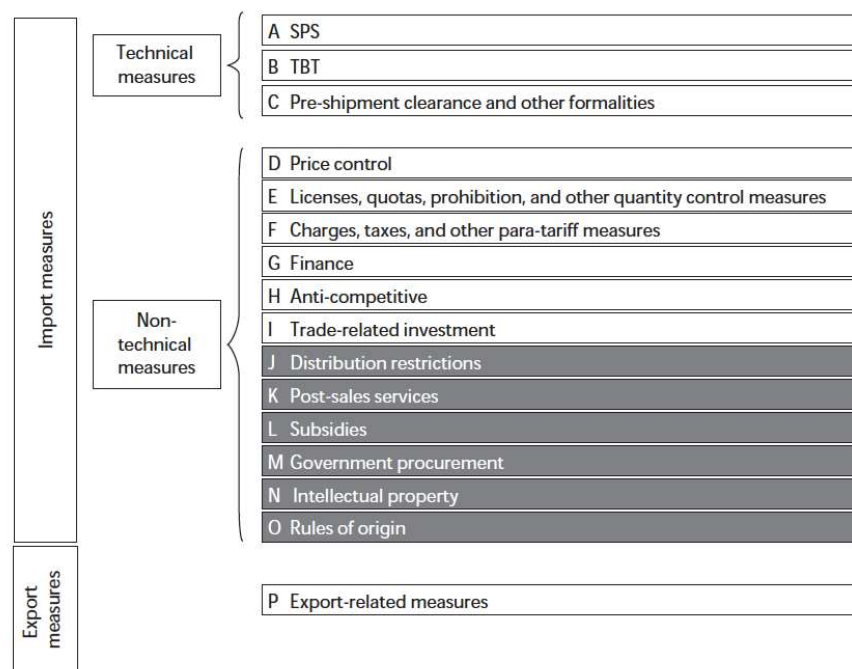 Import measures
Technical
measures
A SPS
B TBT
C Pre-shipment clearance and other formalities
Non-
technical
measures
D Price control
E Licenses, quotas, prohibition, and other quantity control measures
F Charges, taxes, and other para-tariff measures
G Finance
H Anti-competitive
I Trade-related investment
J Distribution restrictions
K Post-sales services
L Subsidies
M Government procurement
N Intellectual property
O Rules of origin
Export
measures
P Export-related measures